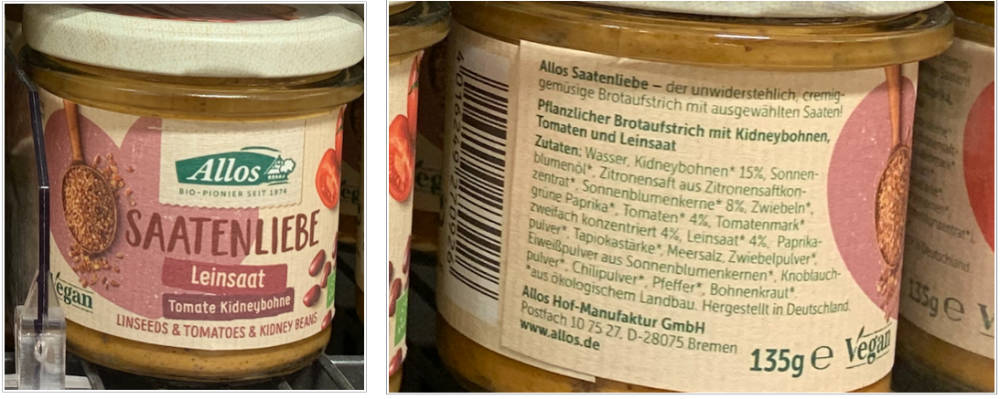 Allos
BIO-PIONIER SEIT 1974
SAATENLIEBE
Leinsaat
Tomate Kidneybohne
LINSEEDS & TOMATOES & KIDNEY BEANS
Vegan
Allos Saatenliebe – der unwiderstehlich, cremig-
gemüsige Brotaufstrich mit ausgewählten Saaten!
Pflanzlicher Brotaufstrich mit Kidneybohnen,
Tomaten und Leinsaat
Zutaten: Wasser, Kidneybohnen* 15%, Sonnen-
blumenöl*, Zitronensaft aus Zitronensaftkon-
zentrat*, Sonnenblumenkerne* 8%, Zwiebeln*,
grüne Paprika*, Tomaten* 4%, Tomatenmark*
zweifach konzentriert 4%, Leinsaat* 4%, Paprika-
pulver*, Tapiokastärke*, Meersalz, Zwiebelpulver*,
Eiweißpulver aus Sonnenblumenkernen*, Knoblauch-
pulver*, Chilipulver*, Pfeffer*, Bohnenkraut*.
*aus ökologischem Landbau. Hergestellt in Deutschland.
Allos Hof-Manufaktur GmbH
Postfach 10 75 27, D-28075 Bremen
www.allos.de
135g e Vegan
135g e